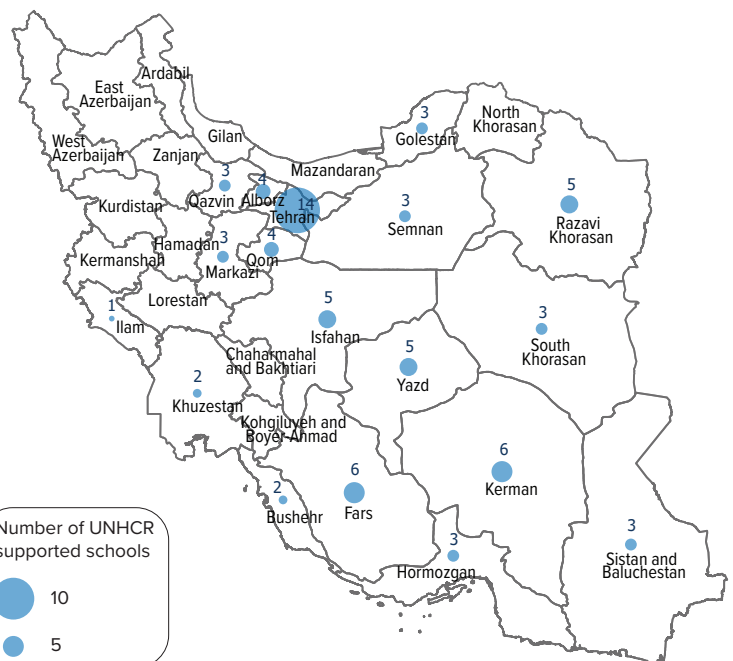 Ardabil
East
Azerbaijan
3
Golestan
North
Khorasan
Gilan
West
Azerbaijan
Zanjan
Mazandaran
3
Qazvin
4
Alborz
14
Tehran
3
Semnan
5
Razavi
Khorasan
Kurdistan
Hamadan
3
Markazi
4
Qom
Kermanshah
Lorestan
1
Ilam
5
Isfahan
3
South
Khorasan
Chaharmahal
and Bakhtiari
5
Yazd
2
Khuzestan
Kohgiluyeh and
Boyer-Ahmad
6
Kerman
6
Fars
2
Bushehr
3
Hormozgan
3
Sistan and
Baluchestan
Number of UNHCR
supported schools
10
5